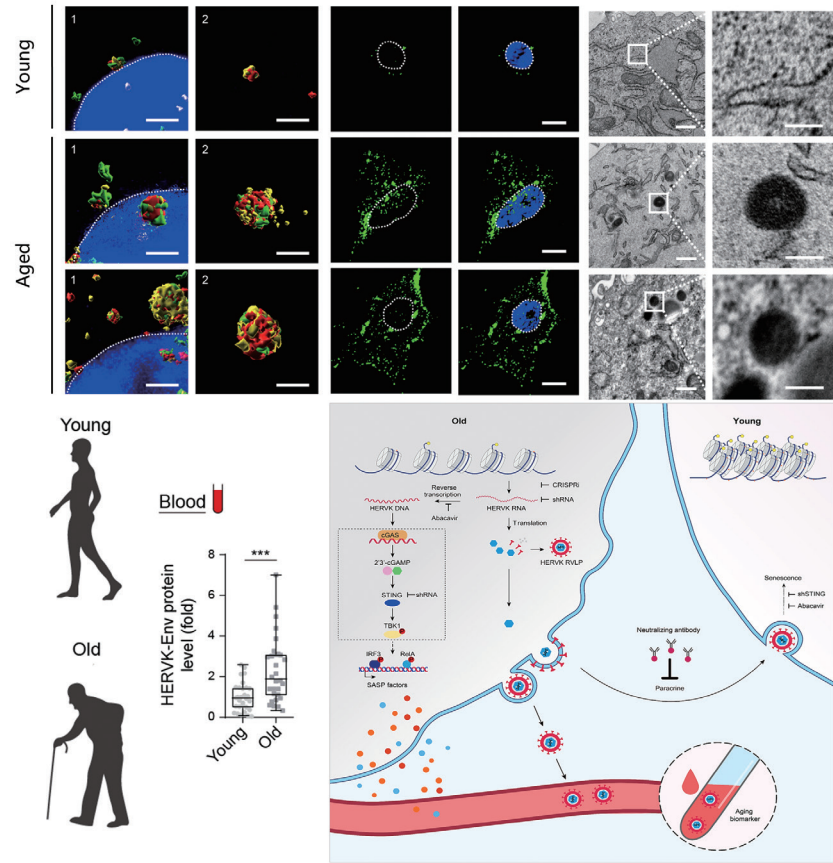 Young
1
2
Aged
1
2
1
2
Young
Old
Blood
HERVK-Env protein
level (fold)
8
6
4
2
0
***
Young
Old
Old
Young
CRISPRi
shRNA
Reverse
transcription
HERVK DNA
Abacavir
HERVK RNA
Translation
cGAS
2'3'-cGAMP
HERVK RVLP
STING
shRNA
TBK1
IRF3
RelA
SASP factors
Senescence
shSTING
Abacavir
Neutralizing antibody
Paracrine
Aging
biomarker